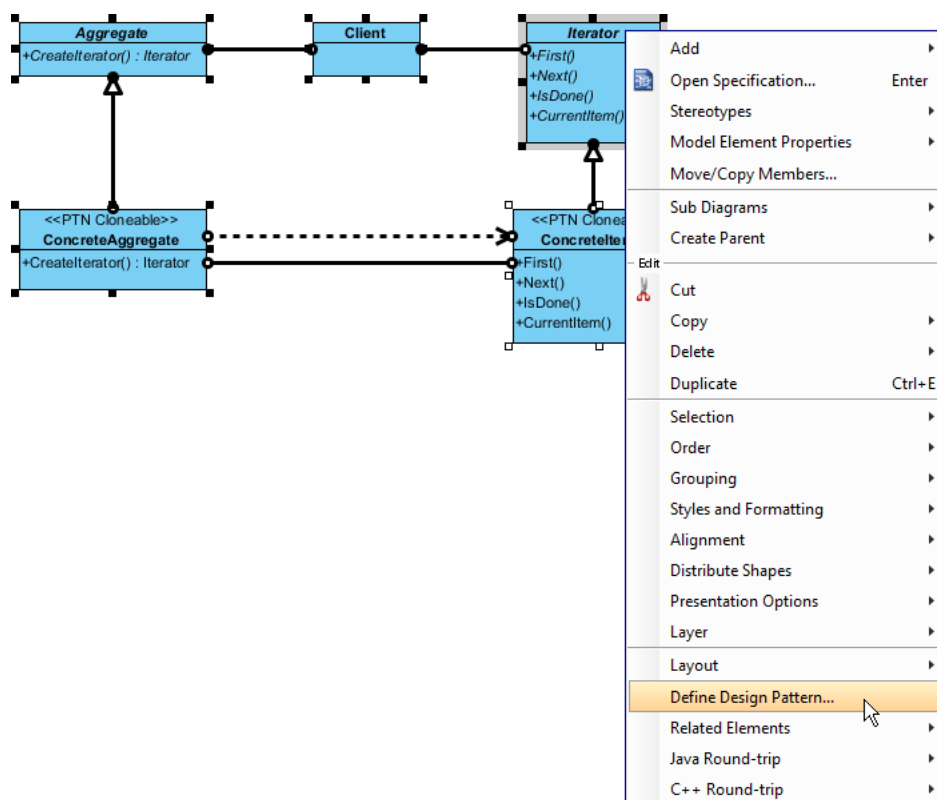 Aggregate
+CreateIterator() : Iterator
Client
Iterator
+First()
+Next()
+IsDone()
+CurrentItem()
<<PTN Cloneable>>
ConcreteAggregate
+CreateIterator() : Iterator
<<PTN Clonea
ConcreteIter
+First()
+Next()
+IsDone()
+CurrentItem()
Add
Open Specification... Enter
Stereotypes
Model Element Properties
Move/Copy Members...
Sub Diagrams
Create Parent
Edit
Cut
Copy
Delete
Duplicate Ctrl+E
Selection
Order
Grouping
Styles and Formatting
Alignment
Distribute Shapes
Presentation Options
Layer
Layout
Define Design Pattern...
Related Elements
Java Round-trip
C++ Round-trip